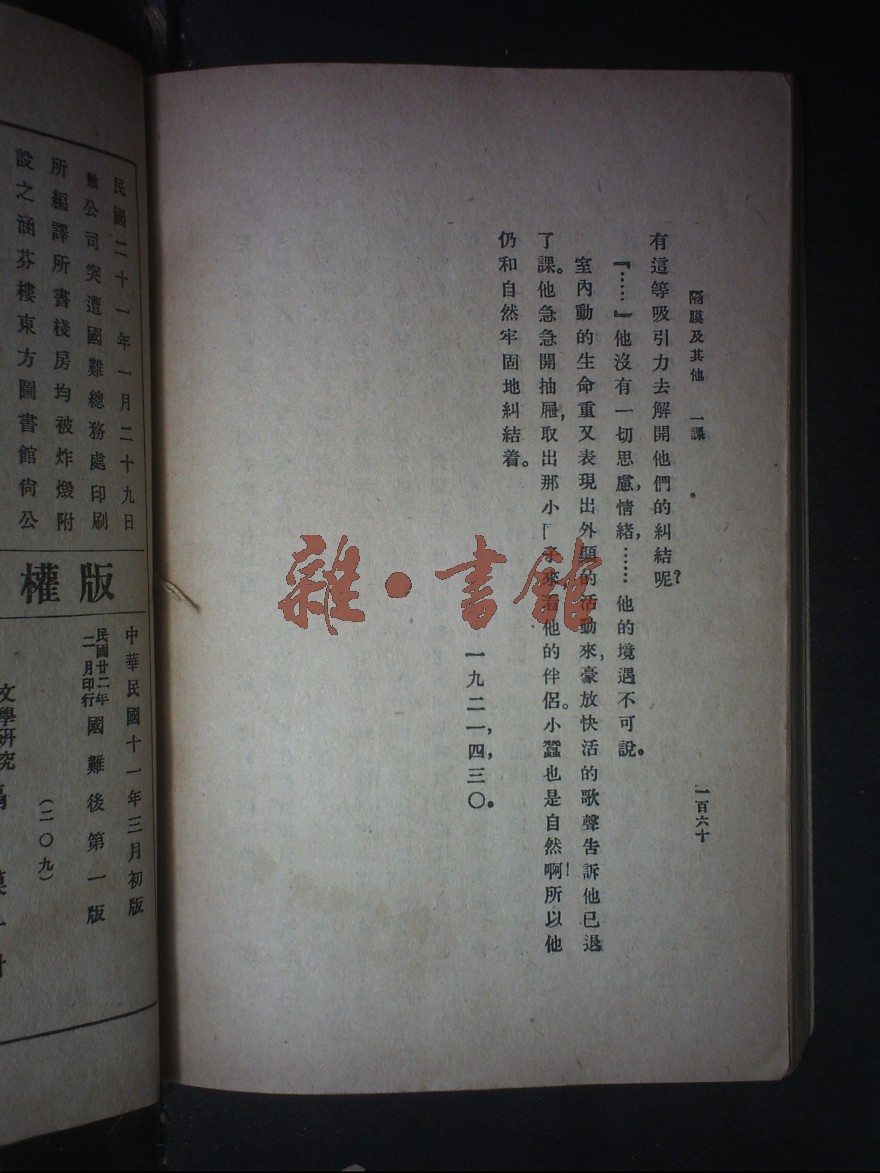 隔膜及其他　一課
一百六十
有這等吸引力去解開他們的糾結呢?
『……』他沒有一切思慮,情緒,……他的境遇不可說。
室內動的生命重又表現出外顯的活動來,豪放快活的歌聲告訴他已退
了課。他急急開抽屜,取出那小匣子來看他的伴侶。小蠶也是自然啊!所以他
仍和自然牢固地糾結着。
一九二一,四,三〇。
雜·書館
民國二十一年一月二十九日
敝公司突遭國難總務處印刷
所編譯所書棧房均被炸燬附
設之涵芬樓東方圖書館尙公
版權
中華民國十一年三月初版
民國廿二年
二月印行
國難後第一版
(二〇九)
文學研究